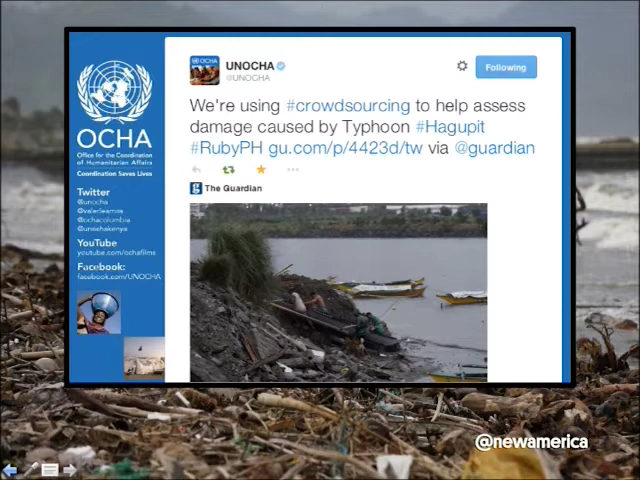 UNOCHA
@UNOCHA
Following
We're using #crowdsourcing to help assess
damage caused by Typhoon #Hagupit
#RubyPH gu.com/p/4423d/tw via @guardian
g The Guardian
OCHA
Office for the Coordination
of Humanitarian Affairs
Coordination Saves Lives
Twitter
@unocha
@valerieamos
@ochacolombia
@unochakenya
YouTube
youtube.com/ochafilms
Facebook:
facebook.com/UNOCHA
@newamerica